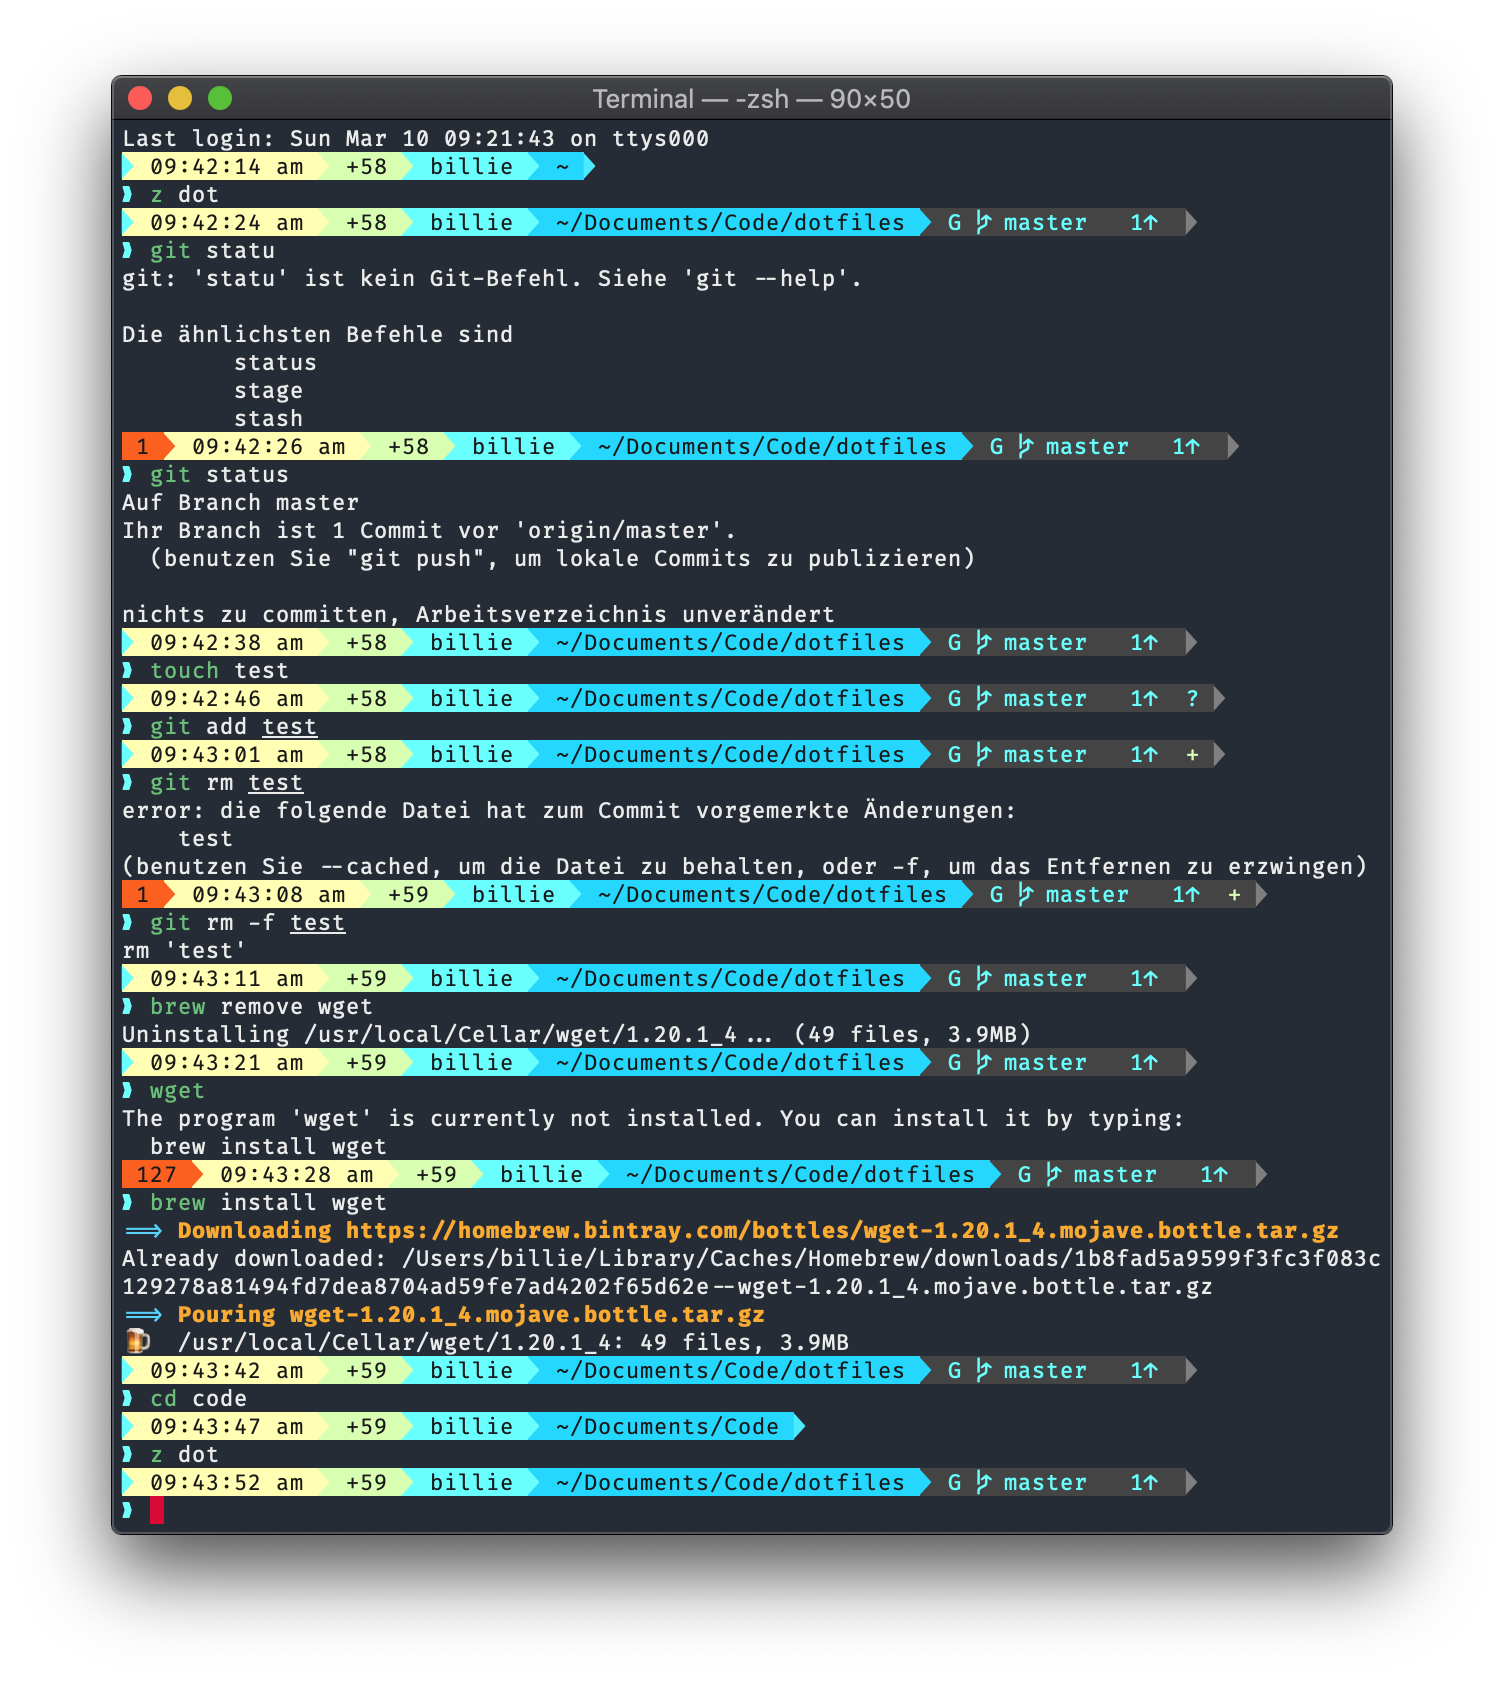 Terminal — -zsh — 90×50
Last login: Sun Mar 10 09:21:43 on ttys000
09:42:14 am +58 billie ~
❥ z dot
09:42:24 am +58 billie ~/Documents/Code/dotfiles G master 1↑
❥ git statu
git: 'statu' ist kein Git-Befehl. Siehe 'git --help'.
Die ähnlichsten Befehle sind
status
stage
stash
1 09:42:26 am +58 billie ~/Documents/Code/dotfiles G master 1↑
❥ git status
Auf Branch master
Ihr Branch ist 1 Commit vor 'origin/master'.
(benutzen Sie "git push", um lokale Commits zu publizieren)
nichts zu committen, Arbeitsverzeichnis unverändert
09:42:38 am +58 billie ~/Documents/Code/dotfiles G master 1↑
❥ touch test
09:42:46 am +58 billie ~/Documents/Code/dotfiles G master 1↑ ?
❥ git add test
09:43:01 am +58 billie ~/Documents/Code/dotfiles G master 1↑ +
❥ git rm test
error: die folgende Datei hat zum Commit vorgemerkte Änderungen:
test
(benutzen Sie --cached, um die Datei zu behalten, oder -f, um das Entfernen zu erzwingen)
1 09:43:08 am +59 billie ~/Documents/Code/dotfiles G master 1↑ +
❥ git rm -f test
rm 'test'
09:43:11 am +59 billie ~/Documents/Code/dotfiles G master 1↑
❥ brew remove wget
Uninstalling /usr/local/Cellar/wget/1.20.1_4... (49 files, 3.9MB)
09:43:21 am +59 billie ~/Documents/Code/dotfiles G master 1↑
❥ wget
The program 'wget' is currently not installed. You can install it by typing:
brew install wget
127 09:43:28 am +59 billie ~/Documents/Code/dotfiles G master 1↑
❥ brew install wget
==> Downloading https://homebrew.bintray.com/bottles/wget-1.20.1_4.mojave.bottle.tar.gz
Already downloaded: /Users/billie/Library/Caches/Homebrew/downloads/1b8fad5a9599f3fc3f083c
129278a81494fd7dea8704ad59fe7ad4202f65d62e--wget-1.20.1_4.mojave.bottle.tar.gz
==> Pouring wget-1.20.1_4.mojave.bottle.tar.gz
🍺 /usr/local/Cellar/wget/1.20.1_4: 49 files, 3.9MB
09:43:42 am +59 billie ~/Documents/Code/dotfiles G master 1↑
❥ cd code
09:43:47 am +59 billie ~/Documents/Code
❥ z dot
09:43:52 am +59 billie ~/Documents/Code/dotfiles G master 1↑
❥